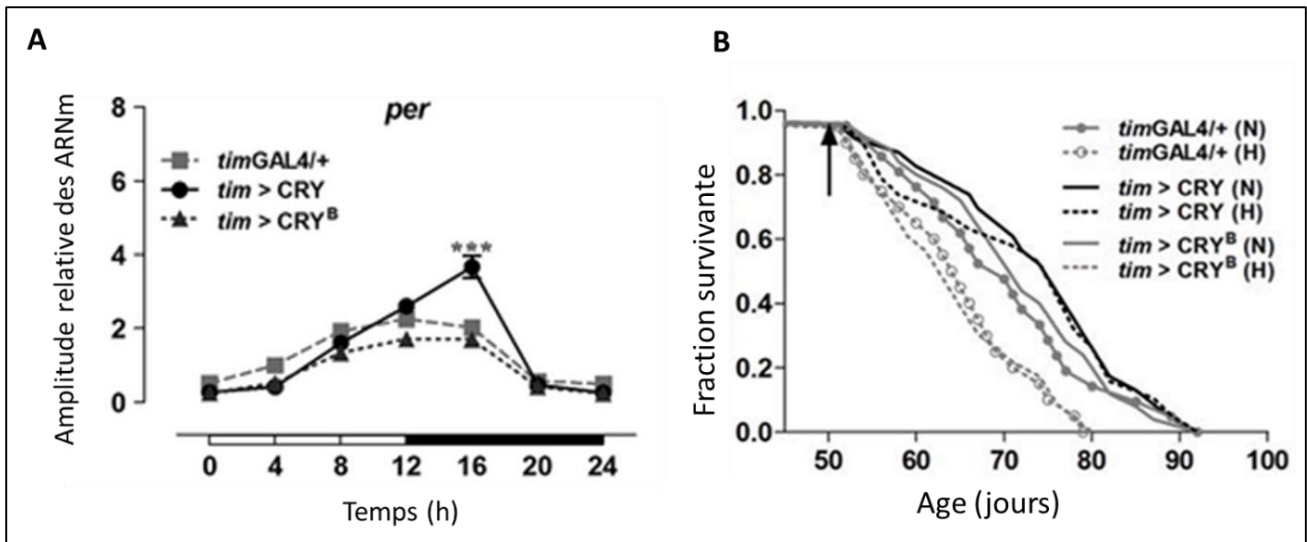 A
Amplitude relative des ARNm
per
8
6
4
2
0
timGAL4/+
tim > CRY
tim > CRYᴮ
***
0 4 8 12 16 20 24
Temps (h)
B
Fraction survivante
1.0
0.8
0.6
0.4
0.2
0.0
timGAL4/+ (N)
timGAL4/+ (H)
tim > CRY (N)
tim > CRY (H)
tim > CRYᴮ (N)
tim > CRYᴮ (H)
50 60 70 80 90 100
Age (jours)